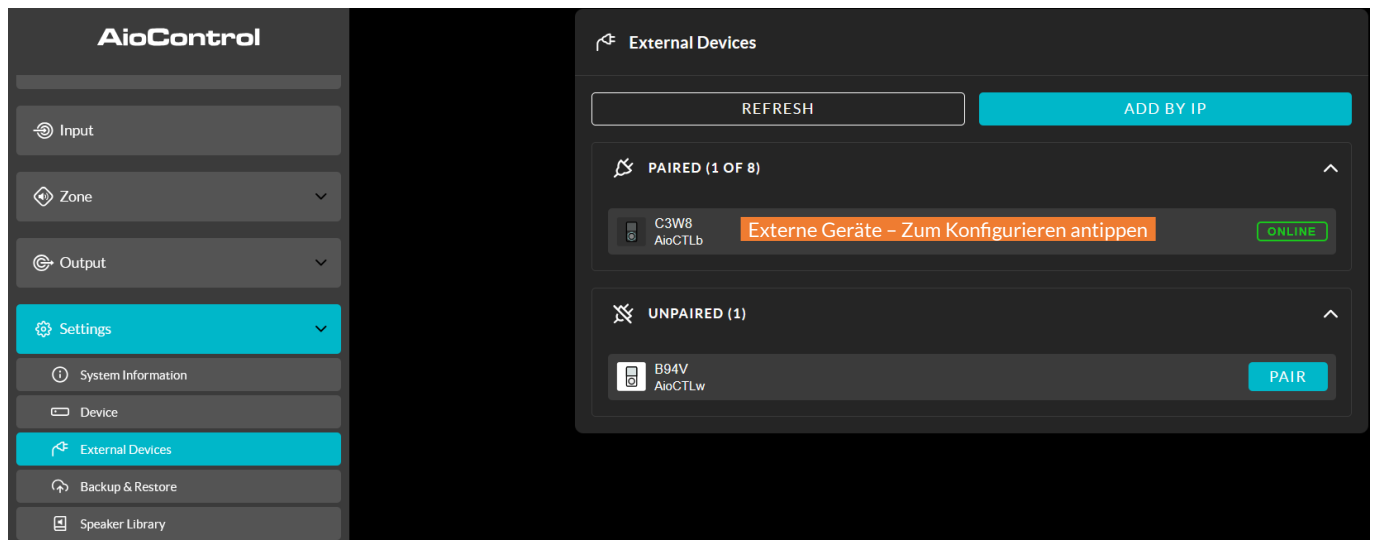 AioControl
Input
Zone
Output
Settings
System Information
Device
External Devices
Backup & Restore
Speaker Library
External Devices
REFRESH
ADD BY IP
PAIRED (1 OF 8)
C3W8
AioCTLb
Externe Geräte – Zum Konfigurieren antippen
ONLINE
UNPAIRED (1)
B94V
AioCTLw
PAIR